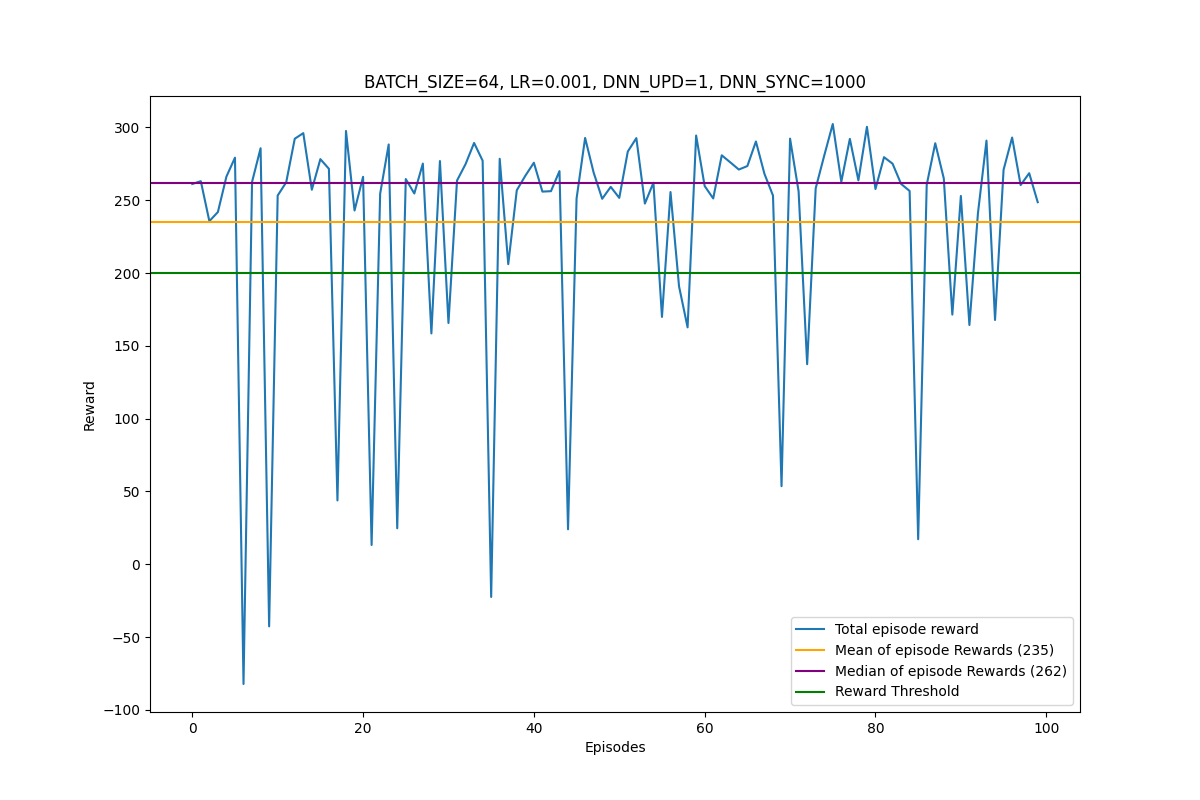 BATCH_SIZE=64, LR=0.001, DNN_UPD=1, DNN_SYNC=1000
300
250
200
150
100
50
0
−50
−100
Reward
0 20 40 60 80 100
Episodes
Total episode reward
Mean of episode Rewards (235)
Median of episode Rewards (262)
Reward Threshold